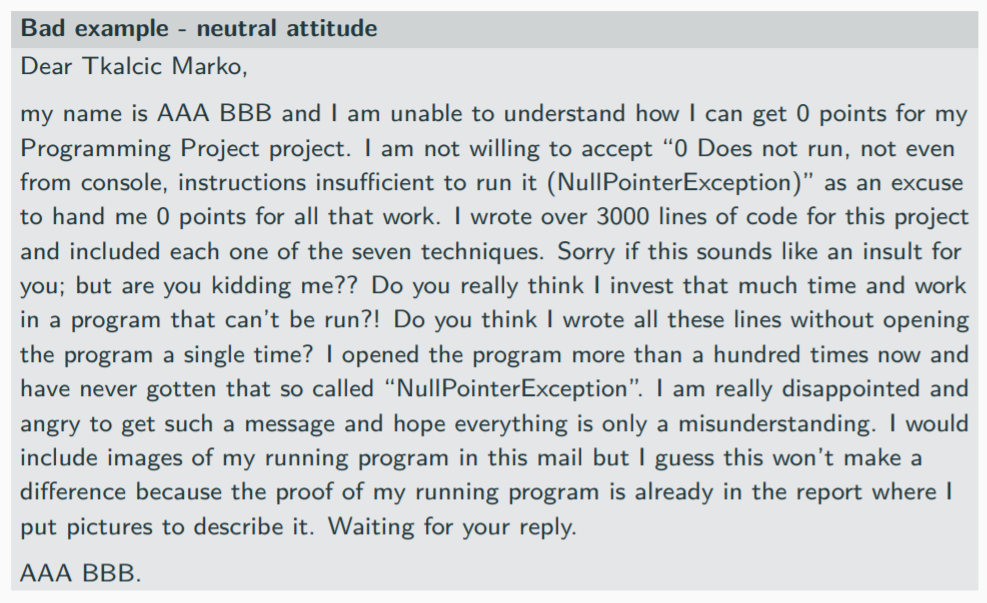 Bad example - neutral attitude
Dear Tkalcic Marko,
my name is AAA BBB and I am unable to understand how I can get 0 points for my
Programming Project project. I am not willing to accept “0 Does not run, not even
from console, instructions insufficient to run it (NullPointerException)” as an excuse
to hand me 0 points for all that work. I wrote over 3000 lines of code for this project
and included each one of the seven techniques. Sorry if this sounds like an insult for
you; but are you kidding me?? Do you really think I invest that much time and work
in a program that can’t be run?! Do you think I wrote all these lines without opening
the program a single time? I opened the program more than a hundred times now and
have never gotten that so called “NullPointerException”. I am really disappointed and
angry to get such a message and hope everything is only a misunderstanding. I would
include images of my running program in this mail but I guess this won’t make a
difference because the proof of my running program is already in the report where I
put pictures to describe it. Waiting for your reply.
AAA BBB.